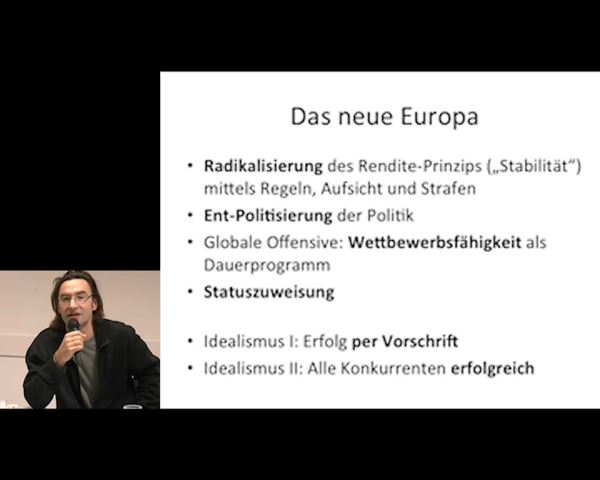 Das neue Europa
• Radikalisierung des Rendite-Prinzips („Stabilität“)
mittels Regeln, Aufsicht und Strafen
• Ent-Politisierung der Politik
• Globale Offensive: Wettbewerbsfähigkeit als
Dauerprogramm
• Statuszuweisung
• Idealismus I: Erfolg per Vorschrift
• Idealismus II: Alle Konkurrenten erfolgreich